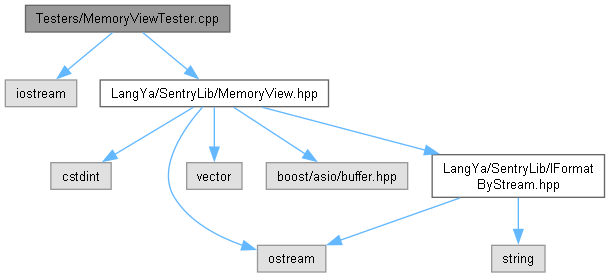 Testers/MemoryViewTester.cpp
iostream
LangYa/SentryLib/MemoryView.hpp
cstdint
vector
boost/asio/buffer.hpp
LangYa/SentryLib/IFormat
ByStream.hpp
ostream
string